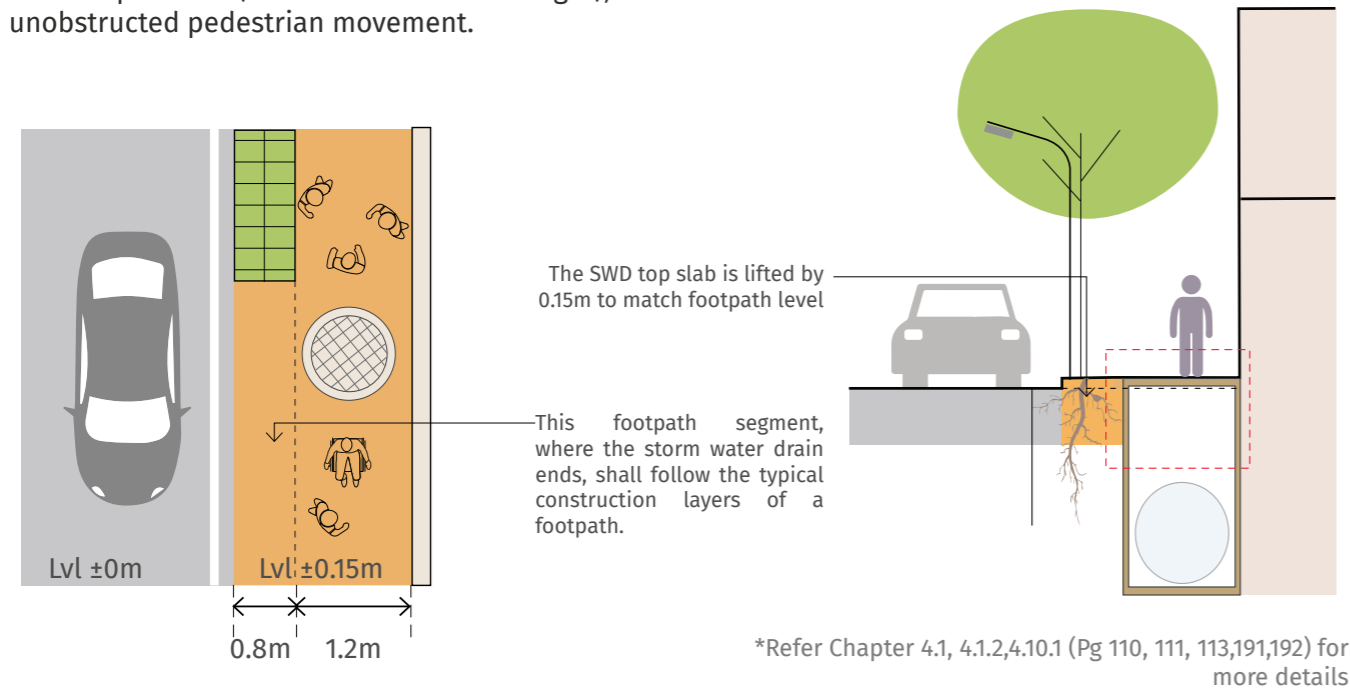 unobstructed pedestrian movement.
The SWD top slab is lifted by
0.15m to match footpath level
This footpath segment,
where the storm water drain
ends, shall follow the typical
construction layers of a
footpath.
Lvl ±0m
Lvl ±0.15m
0.8m
1.2m
*Refer Chapter 4.1, 4.1.2,4.10.1 (Pg 110, 111, 113,191,192) for
more details